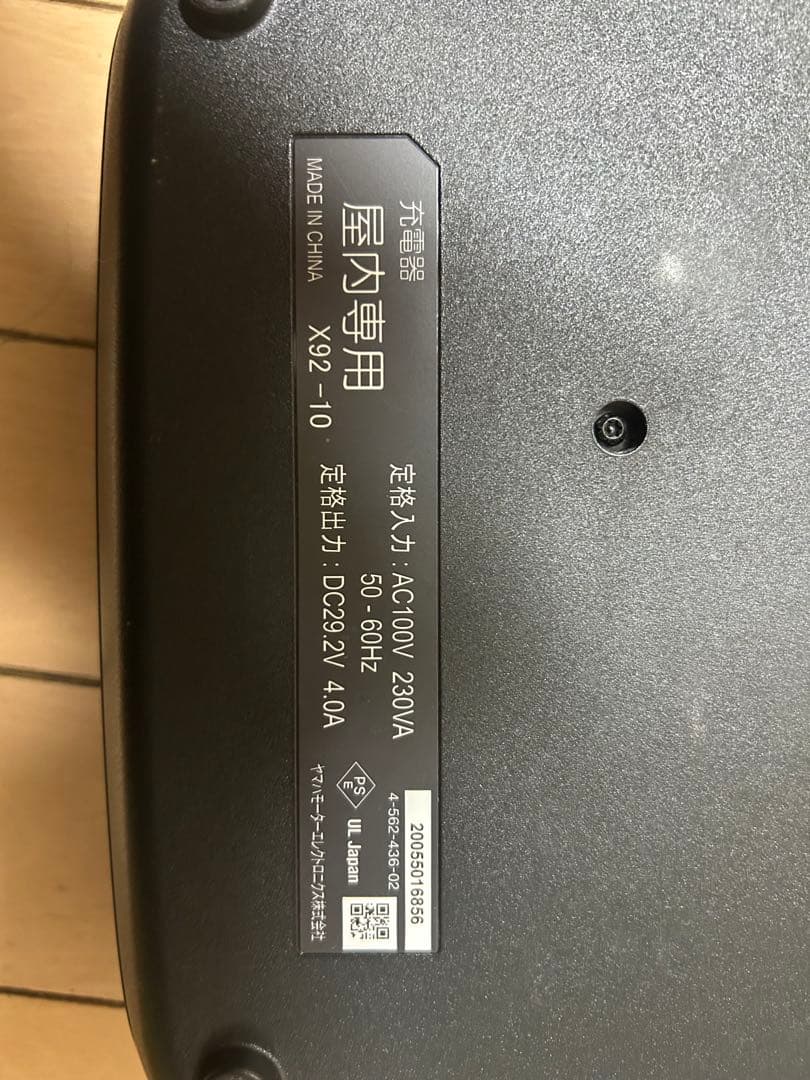 充電器
屋内専用
MADE IN CHINA
X92 -10
定格入力 : AC100V 230VA
50 - 60Hz
定格出力 : DC29.2V 4.0A
20055016856
4-562-436-02
PS
E
UL Japan
ヤマハモーターエレクトロニクス株式会社